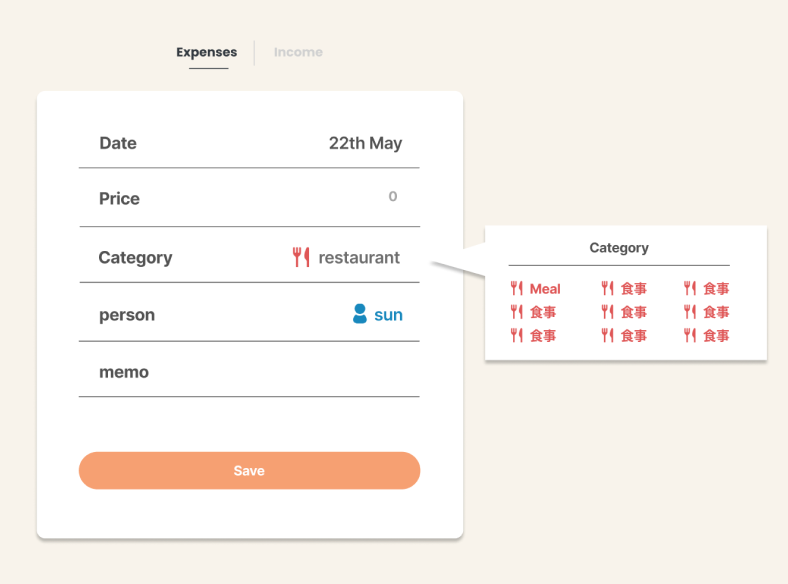 Expenses Income
Date 22th May
Price 0
Category restaurant
person sun
memo
Save
Category
Meal 食事 食事
食事 食事 食事
食事 食事 食事